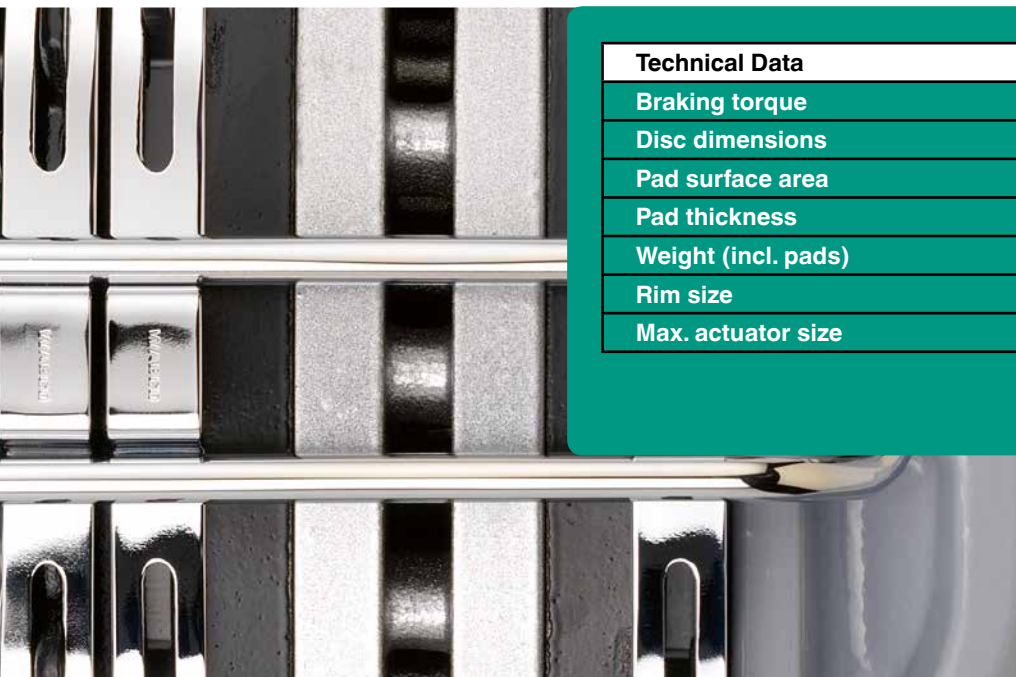 Technical Data
Braking torque
Disc dimensions
Pad surface area
Pad thickness
Weight (incl. pads)
Rim size
Max. actuator size